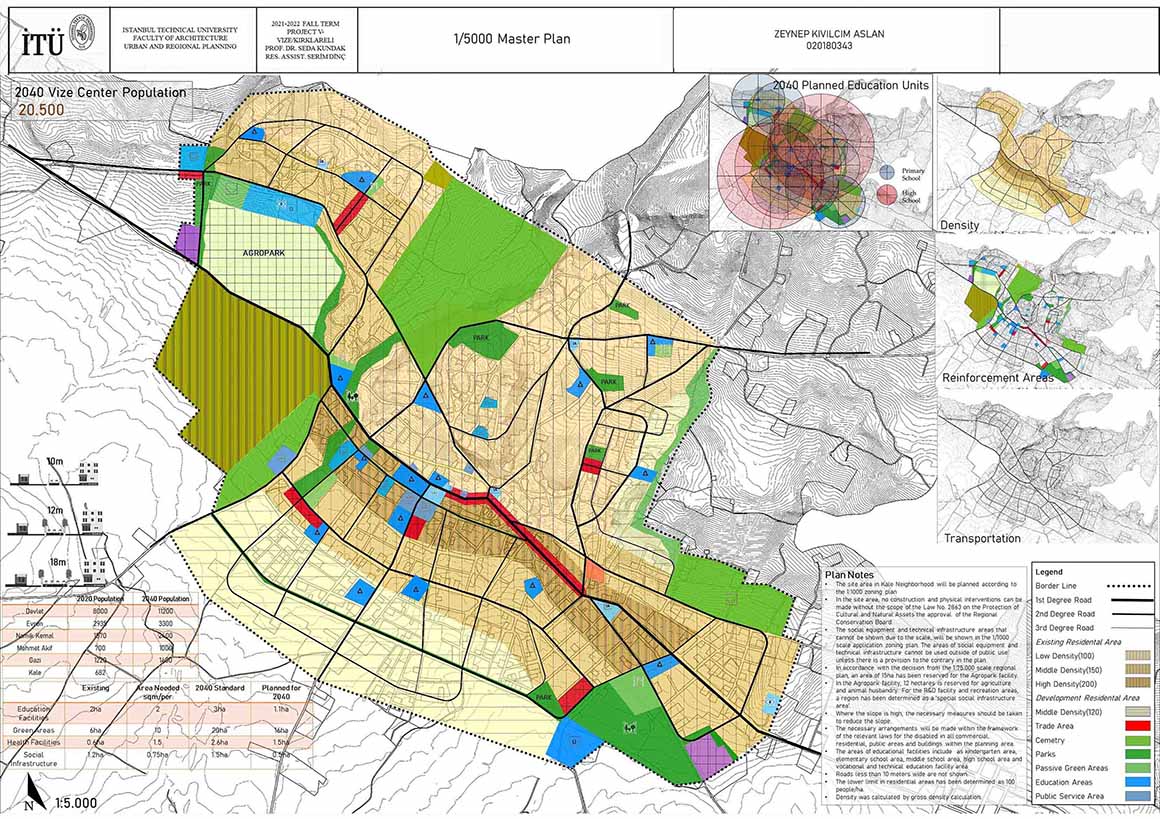 İTÜ
ISTANBUL TECHNICAL UNIVERSITY
FACULTY OF ARCHITECTURE
URBAN AND REGIONAL PLANNING
2021-2022 FALL TERM
PROJECT V-
VIZE/KIRKLARELI
PROF. DR. SEDA KUNDAK
RES. ASSIST. SERİM DİNÇ
1/5000 Master Plan
ZEYNEP KIVILCIM ASLAN
020180343
2040 Vize Center Population
20.500
2040 Planned Education Units
Primary
School
High
School
Density
Reinforcement Areas
Transportation
PARK
AGROPARK
PARK
PARK
PARK
PARK
PARK
10m
12m
18m
2020 Population 2040 Population
Devlet 8000 11200
Evren 2935 3300
Namık Kemal 1570 2400
Mehmet Akif 700 1000
Gazi 1220
Kale 682
Existing Area Needed sqm/per 2040 Standard Planned for 2040
Education Facilities 2ha 2 3ha 1.1ha
Green Areas 6ha 10 20ha 16ha
Health Facilities 0.6ha 1.5 2.6ha 1.5ha
Social Infrastructure 1.2ha 0.75ha 1.5ha
N
1:5.000
Plan Notes
• The site area in Kale Neighborhood will be planned according to
the 1:1000 zoning plan
• In the site area, no construction and physical interventions can be
made without the scope of the Law No. 2863 on the Protection of
Cultural and Natural Assets the approval of the Regional
Conservation Board
• The social equipment and technical infrastructure areas that
cannot be shown due to the scale, will be shown in the 1/1000
scale application zoning plan. The areas of social equipment and
technical infrastructure cannot be used outside of public use
unless there is a provision to the contrary in the plan
• In accordance with the decision from the 1:25.000 scale regional
plan, an area of 15ha has been reserved for the Agropark facility.
In the Agropark facility, 12 hectares is reserved for agriculture
and animal husbandry. For the R&D facility and recreation areas,
a region has been determined as a 'special social infrastructure
area'.
• Where the slope is high, the necessary measures should be taken
to reduce the slope.
• The necessary arrangements will be made within the framework
of the relevant laws for the disabled in all commercial,
residential, public areas and buildings within the planning area.
• The areas of educational facilities include as kindergarten area,
elementary school area, middle school area, high school area and
vocational and technical education facility area
• Roads less than 10 meters wide are not shown.
• The lower limit in residential areas has been determined as 100
people/ha.
• Density was calculated by gross density calculation.
Legend
Border Line
1st Degree Road
2nd Degree Road
3rd Degree Road
Existing Residential Area
Low Density(100)
Middle Density(150)
High Density(200)
Development Residental Area
Middle Density(120)
Trade Area
Cemetry
Parks
Passive Green Areas
Education Areas
Public Service Area